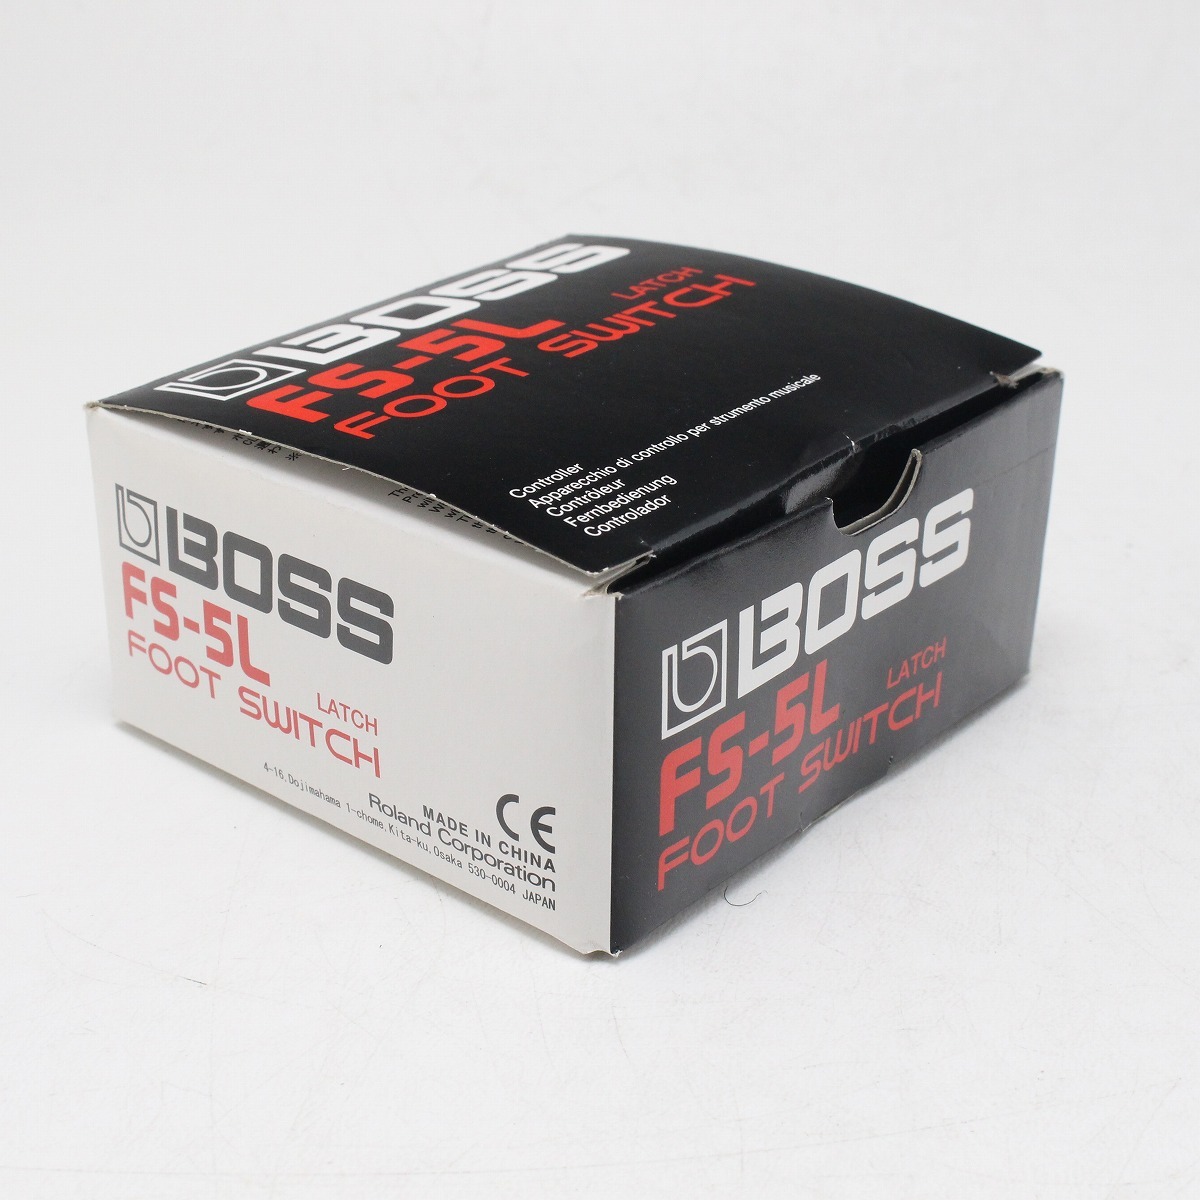 BOSS
FS-5L
LATCH
FOOT SWITCH
Controller
Apparecchio di controllo per strumento musicale
Contrôleur
Fernbedienung
Controlador
BOSS
FS-5L
LATCH
FOOT SWITCH
CE
MADE IN CHINA
Roland Corporation
4-16,Dojimahama 1-chome,Kita-ku,Osaka 530-0004 JAPAN
BOSS
FS-5L
LATCH
FOOT SWITCH